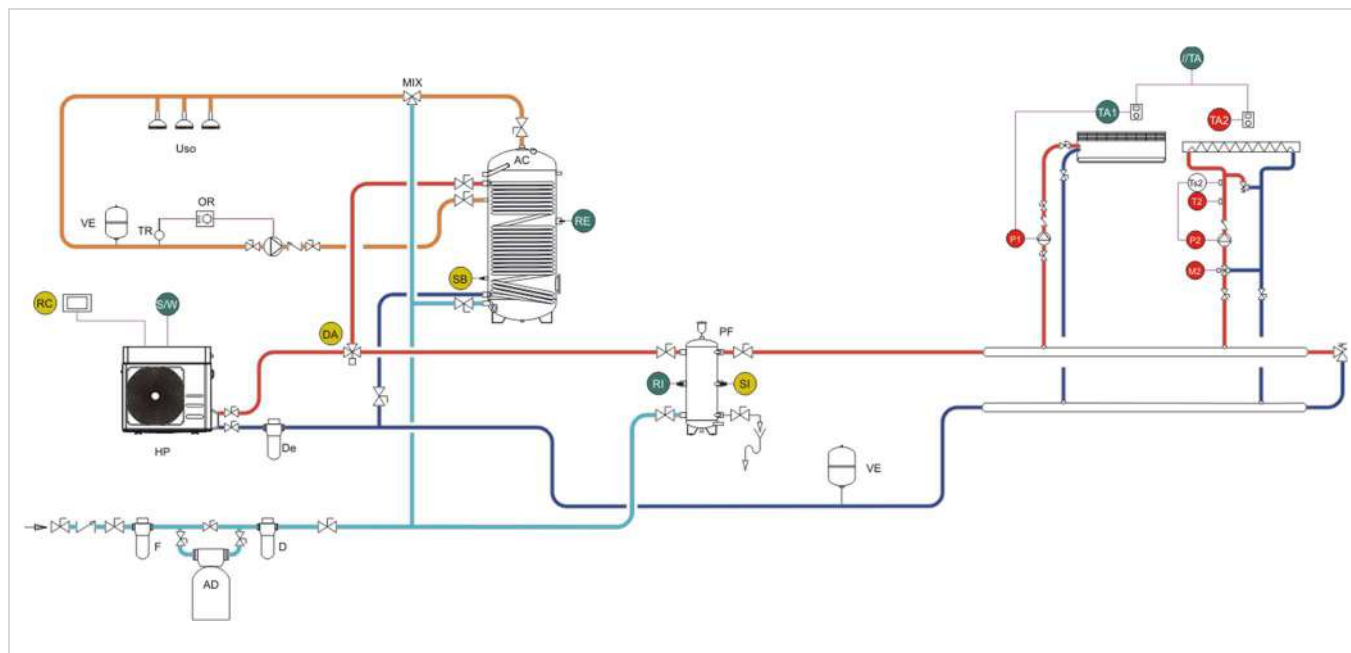 //TA
MIX
TA1
TA2
Uso
AC
OR
VE
TR
RE
Ts2
T2
P1
P2
M2
SB
RC
S/W
DA
PF
RI
SI
HP
De
VE
F
D
AD